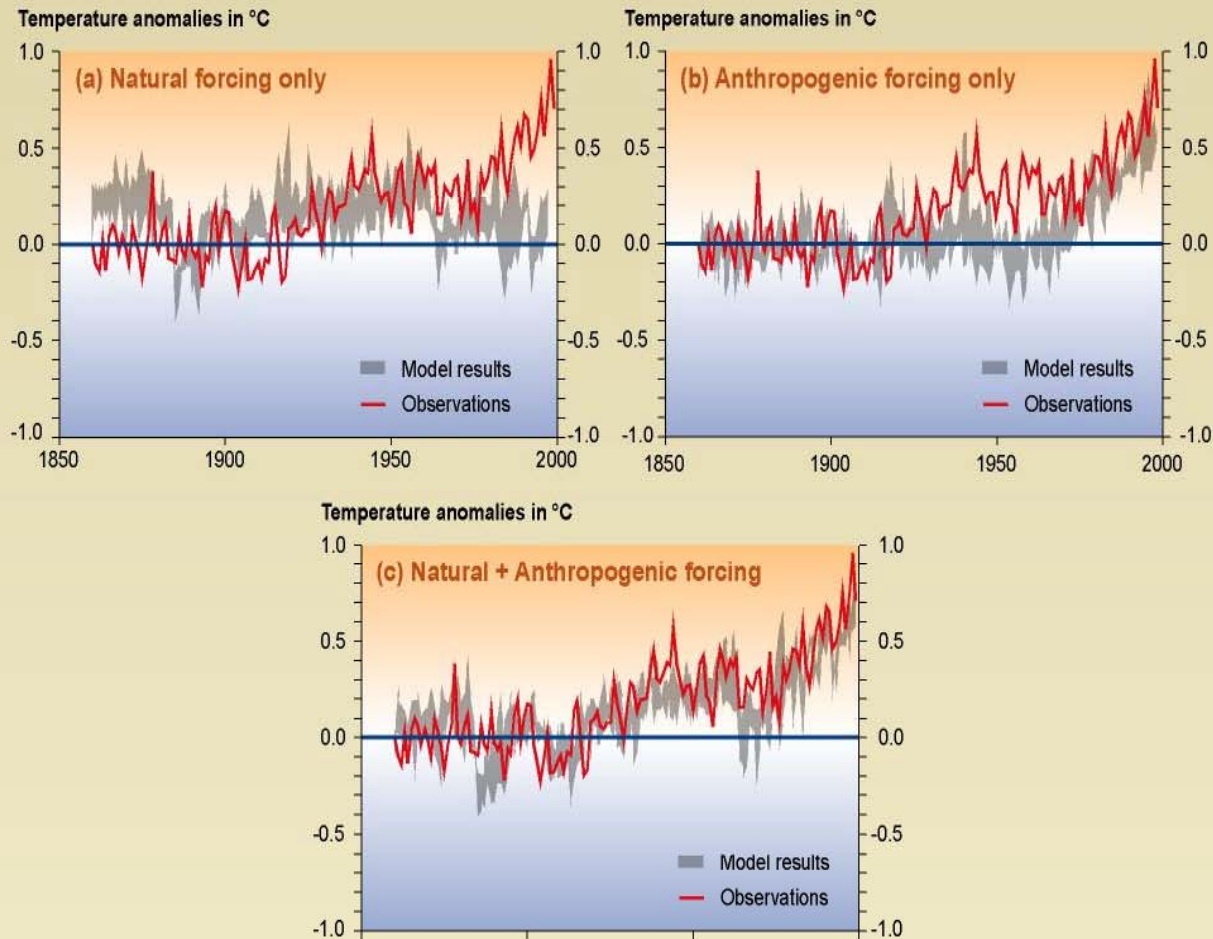 Temperature anomalies in °C
1.0 1.0
(a) Natural forcing only
0.5 0.5
0.0 0.0
-0.5 -0.5
Model results
Observations
-1.0 -1.0
1850 1900 1950 2000
Temperature anomalies in °C
1.0 1.0
(b) Anthropogenic forcing only
0.5 0.5
0.0 0.0
-0.5 -0.5
Model results
Observations
-1.0 -1.0
1850 1900 1950 2000
Temperature anomalies in °C
1.0 1.0
(c) Natural + Anthropogenic forcing
0.5 0.5
0.0 0.0
-0.5 -0.5
Model results
Observations
-1.0 -1.0